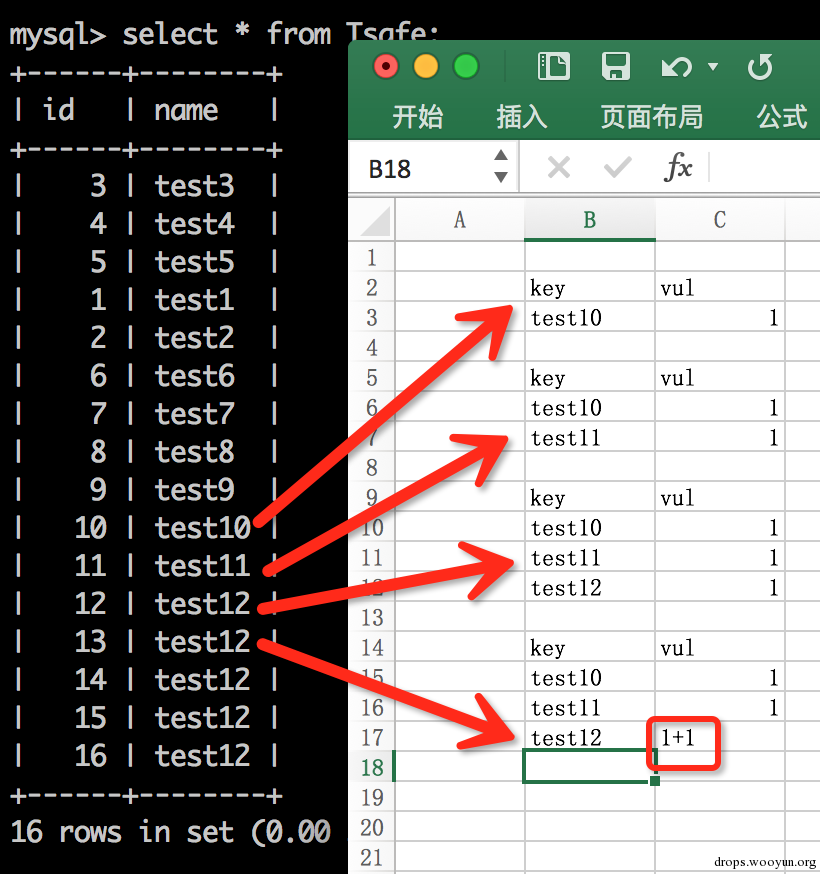 mysql> select * from Tsafe;
+------+--------+
| id | name |
+------+--------+
| 3 | test3 |
| 4 | test4 |
| 5 | test5 |
| 1 | test1 |
| 2 | test2 |
| 6 | test6 |
| 7 | test7 |
| 8 | test8 |
| 9 | test9 |
| 10 | test10 |
| 11 | test11 |
| 12 | test12 |
| 13 | test12 |
| 14 | test12 |
| 15 | test12 |
| 16 | test12 |
+------+--------+
16 rows in set (0.00
开始 插入 页面布局 公式
B18 fx
A B C
1
2 key vul
3 test10 1
4
5 key vul
6 test10 1
7 test11 1
8
9 key vul
10 test10 1
11 test11 1
12 test12 1
13
14 key vul
15 test10 1
16 test11 1
17 test12 1+1
18
19
20
21
drops.wooyun.org